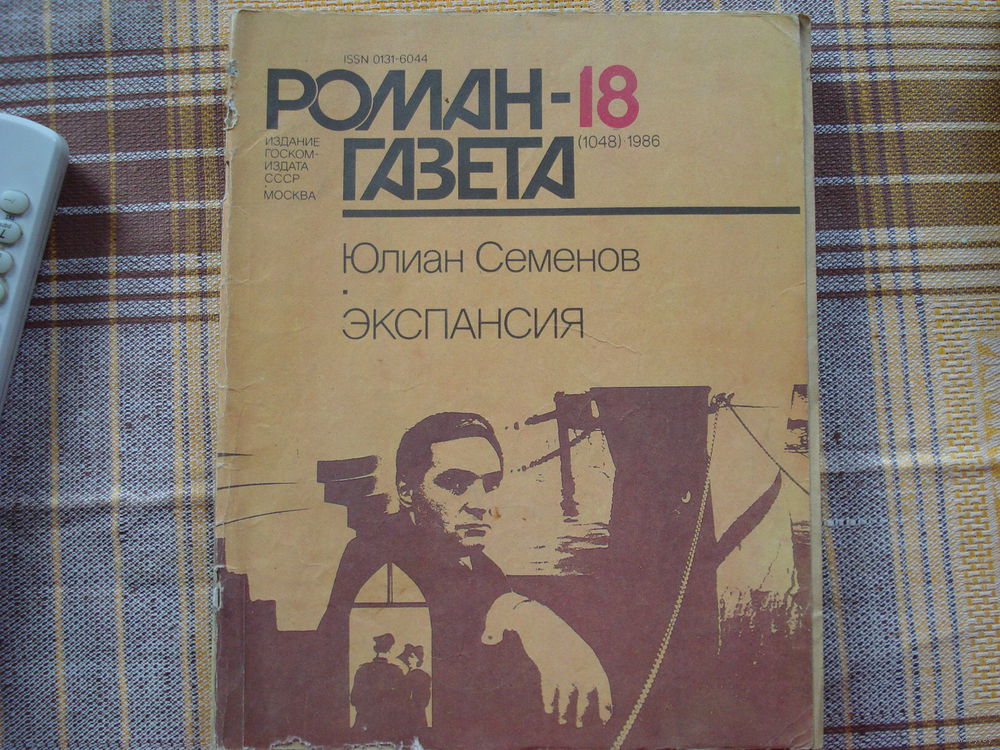 ISSN 0131-6044
РОМАН-18
ГАЗЕТА
(1048)·1986
ИЗДАНИЕ
ГОСКОМ-
ИЗДАТА
СССР
·
МОСКВА
Юлиан Семенов
·
ЭКСПАНСИЯ